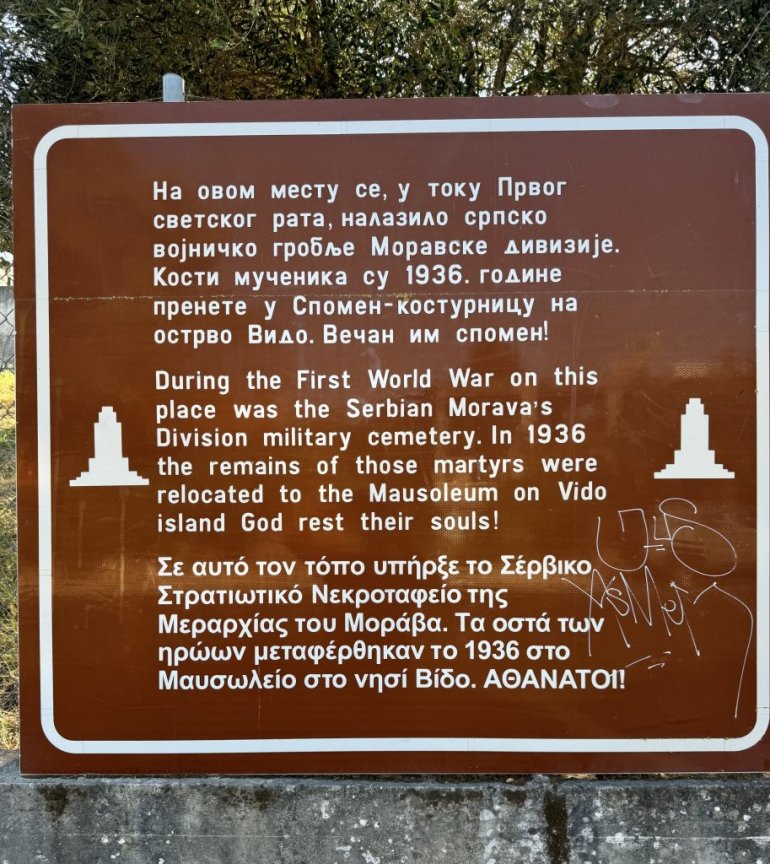 На овом месту се, у току Првог
светског рата, налазило српско
војничко гробље Моравске дивизије.
Кости мученика су 1936. године
пренете у Спомен-костурницу на
острво Видо. Вечан им спомен!
During the First World War on this
place was the Serbian Morava's
Division military cemetery. In 1936
the remains of those martyrs were
relocated to the Mausoleum on Vido
island God rest their souls!
Σε αυτό τον τόπο υπήρξε το Σέρβικο
Στρατιωτικό Νεκροταφείο της
Μεραρχίας του Μοράβα. Τα οστά των
ηρώων μεταφέρθηκαν το 1936 στο
Μαυσωλείο στο νησί Βίδο. ΑΘΑΝΑΤΟΙ!